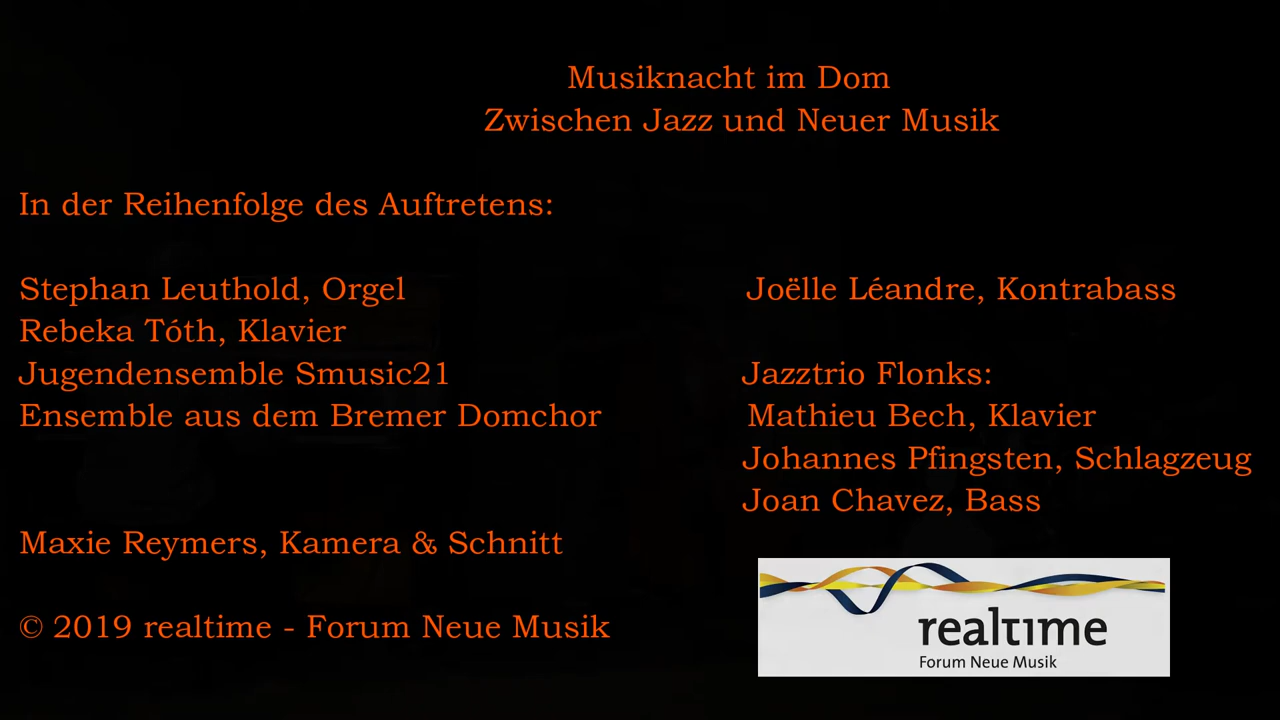 Musiknacht im Dom
Zwischen Jazz und Neuer Musik
In der Reihenfolge des Auftretens:
Stephan Leuthold, Orgel
Rebeka Tóth, Klavier
Jugendensemble Smusic21
Ensemble aus dem Bremer Domchor
Joëlle Léandre, Kontrabass
Jazztrio Flonks:
Mathieu Bech, Klavier
Johannes Pfingsten, Schlagzeug
Joan Chavez, Bass
Maxie Reymers, Kamera & Schnitt
© 2019 realtime - Forum Neue Musik
realtime
Forum Neue Musik